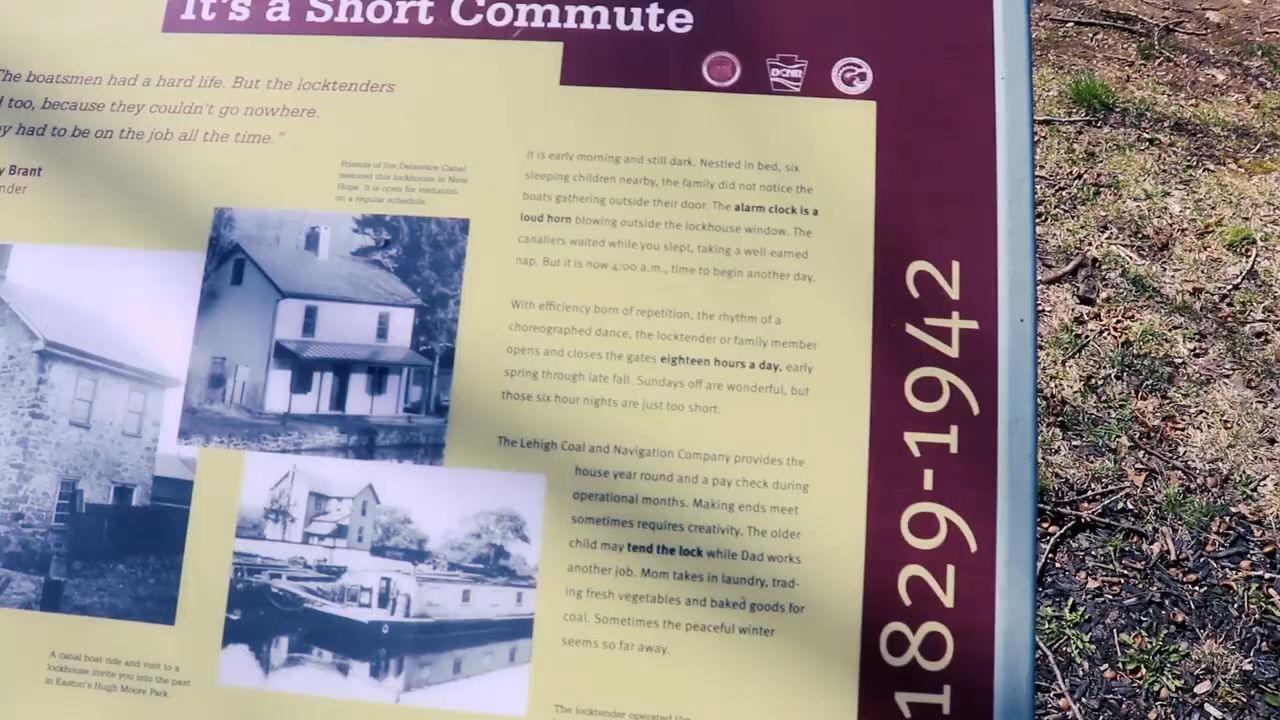 It's a Short Commute
DCNR
The boatsmen had a hard life. But the locktenders
too, because they couldn't go nowhere.
had to be on the job all the time."
Brant
Friends of the Delaware Canal
restored this lockhouse in New
Hope. It is open for visitation
on a regular schedule.
It is early morning and still dark. Nestled in bed, six
sleeping children nearby, the family did not notice the
boats gathering outside their door. The alarm clock is a
loud horn blowing outside the lockhouse window. The
canallers waited while you slept, taking a well-earned
nap. But it is now 4:00 a.m., time to begin another day.
With efficiency born of repetition, the rhythm of a
choreographed dance, the locktender or family member
opens and closes the gates eighteen hours a day, early
spring through late fall. Sundays off are wonderful, but
those six hour nights are just too short.
The Lehigh Coal and Navigation Company provides the
house year round and a pay check during
operational months. Making ends meet
sometimes requires creativity. The older
child may tend the lock while Dad works
another job. Mom takes in laundry, trad-
ing fresh vegetables and baked goods for
coal. Sometimes the peaceful winter
seems so far away.
A canal boat ride and visit to a
lockhouse invite you into the past
in Easton's Hugh Moore Park.
The locktender operated the
1829-1942